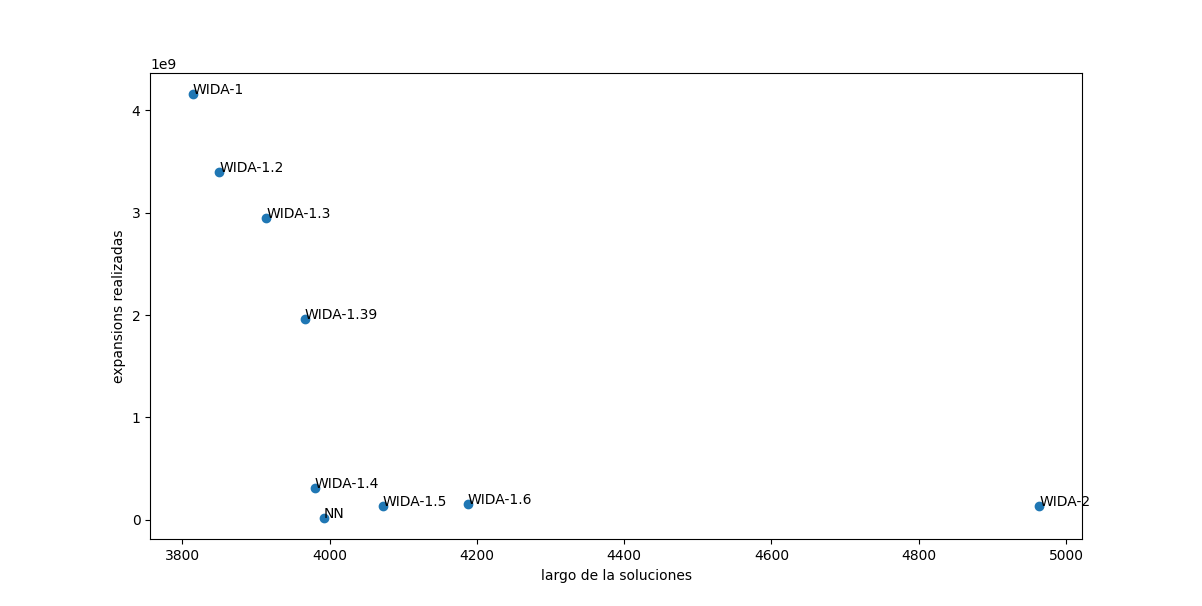 1e9
WIDA-1
4
WIDA-1.2
3
WIDA-1.3
expansions realizadas
2
WIDA-1.39
1
WIDA-1.4
WIDA-1.5
WIDA-1.6
WIDA-2
NN
0
3800 4000 4200 4400 4600 4800 5000
largo de la soluciones